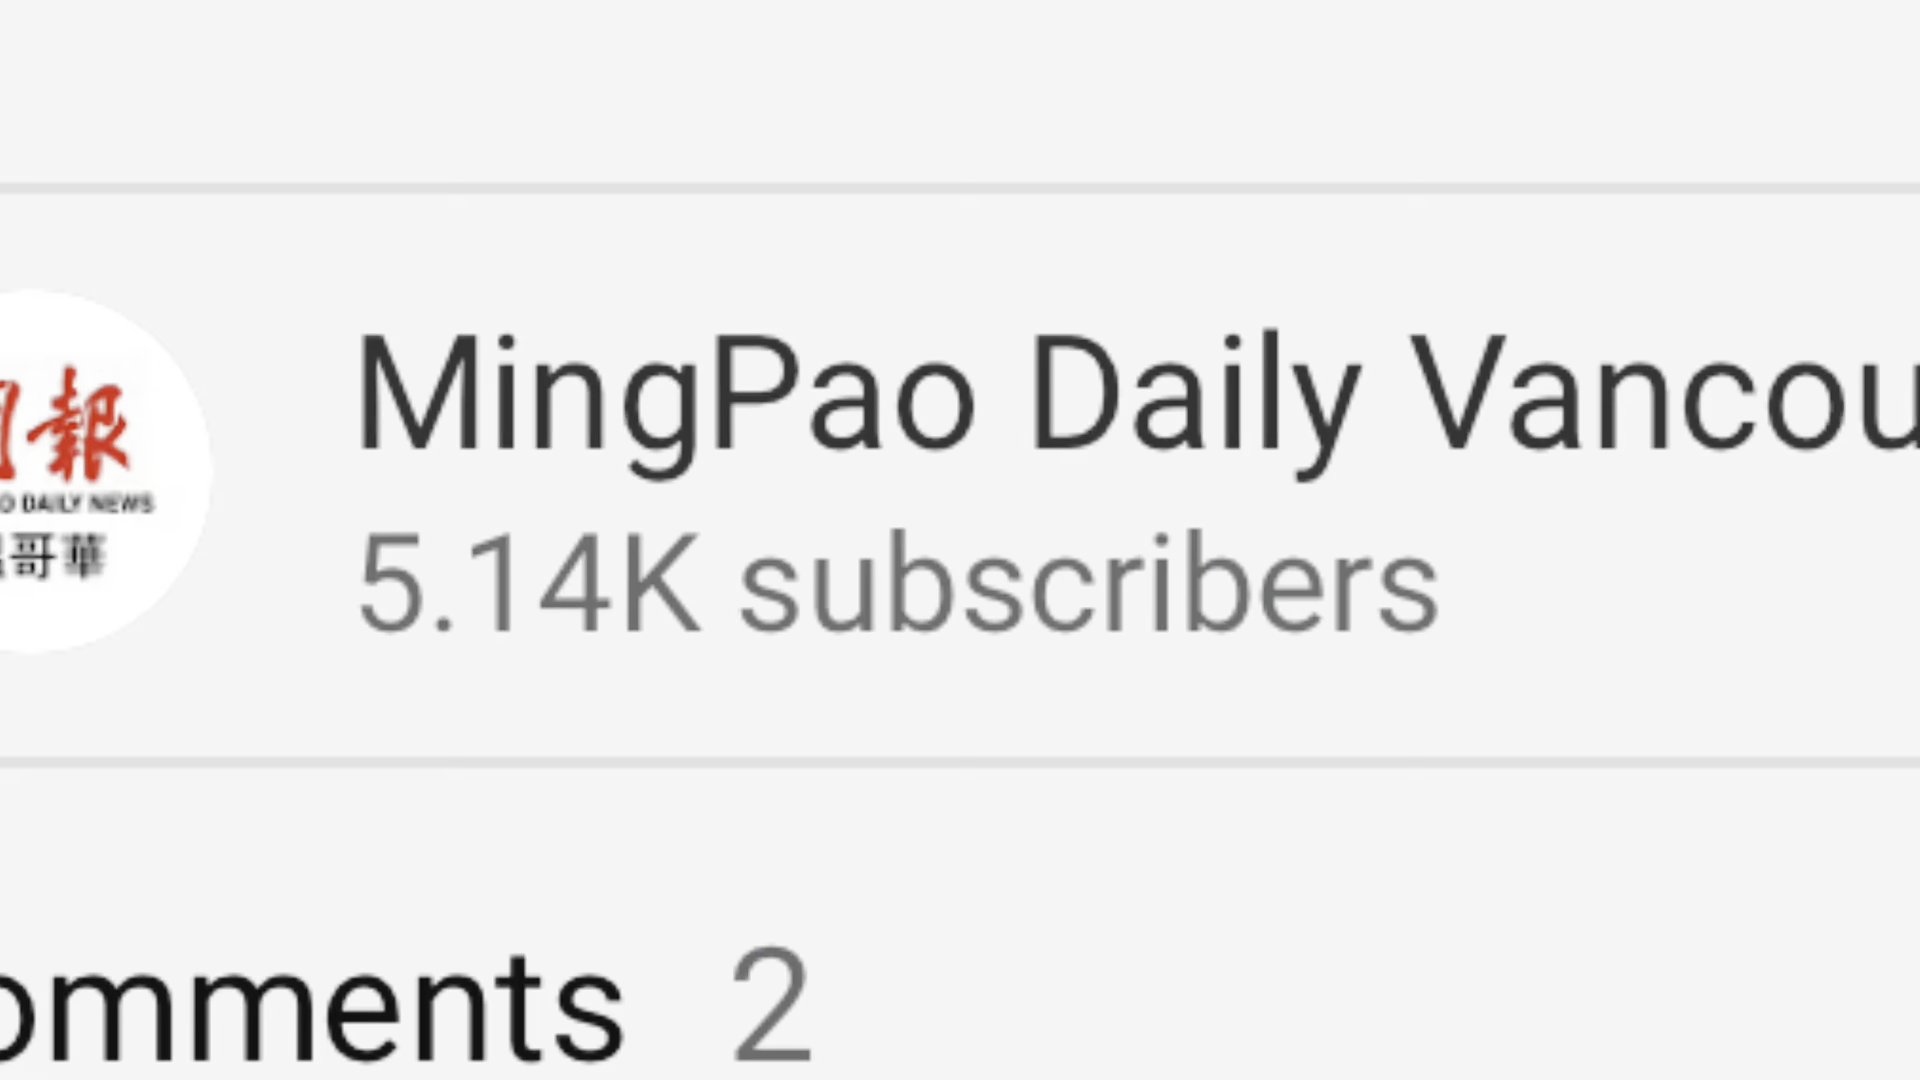 MingPao Daily Vancou
5.14K subscribers
報
O DAILY NEWS
哥華
omments 2